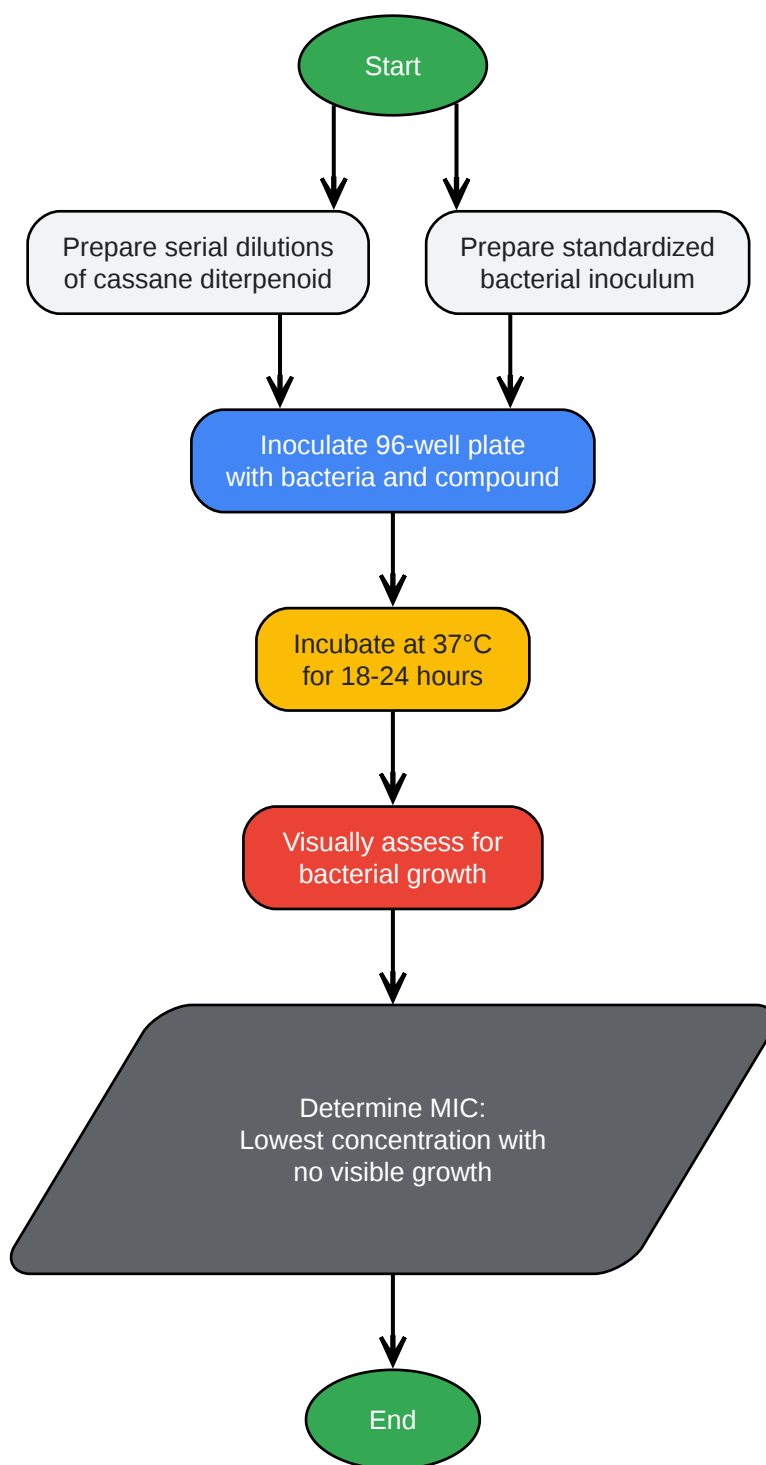 Start
Prepare serial dilutions
of cassane diterpenoid
Prepare standardized
bacterial inoculum
Inoculate 96-well plate
with bacteria and compound
Incubate at 37°C
for 18-24 hours
Visually assess for
bacterial growth
Determine MIC:
Lowest concentration with
no visible growth
End